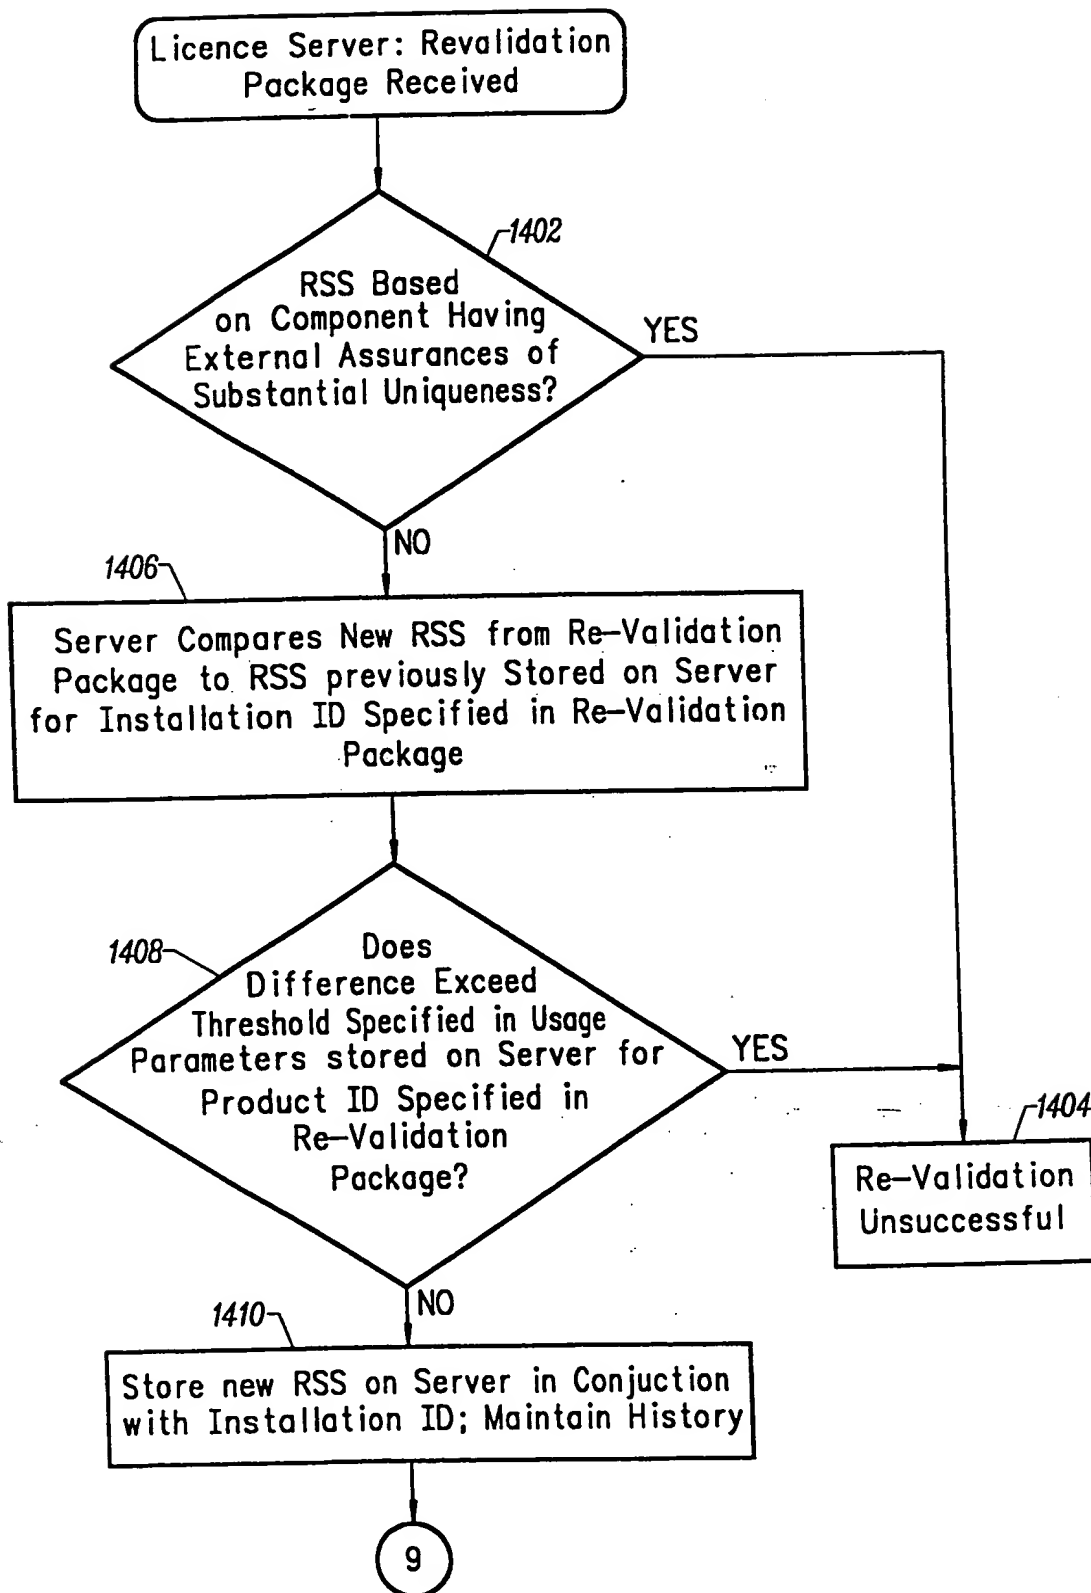 Licence Server: Revalidation
Package Received
1402
RSS Based
on Component Having
External Assurances of
Substantial Uniqueness?
YES
NO
1406
Server Compares New RSS from Re-Validation
Package to RSS previously Stored on Server
for Installation ID Specified in Re-Validation
Package
1408
Does
Difference Exceed
Threshold Specified in Usage
Parameters stored on Server for
Product ID Specified in
Re-Validation
Package?
YES
1404
Re-Validation
Unsuccessful
NO
1410
Store new RSS on Server in Conjuction
with Installation ID; Maintain History
9